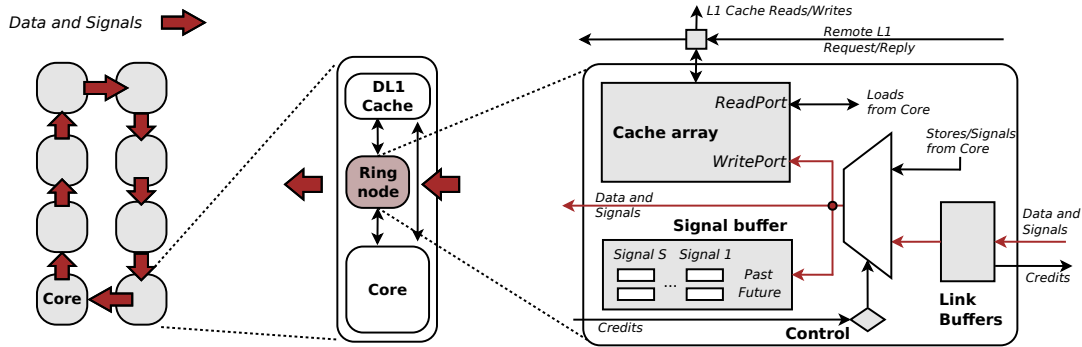 Data and Signals
Core
DL1
Cache
Ring
node
Core
L1 Cache Reads/Writes
Remote L1
Request/Reply
ReadPort
Cache array
WritePort
Loads
from Core
Stores/Signals
from Core
Data and
Signals
Signal buffer
Signal S
Signal 1
...
Past
Future
Data and
Signals
Credits
Link
Buffers
Credits
Control